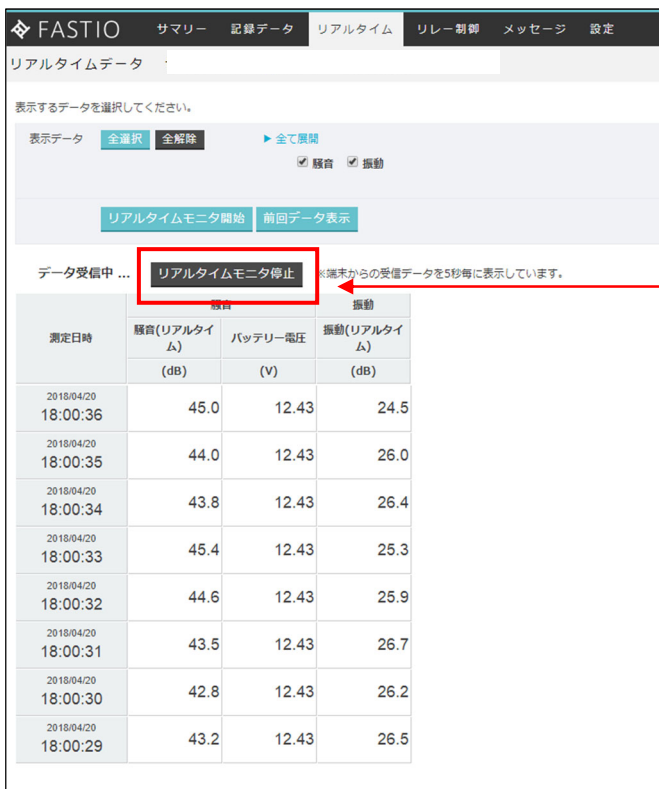 FASTIO サマリー 記録データ リアルタイム リレー制御 メッセージ 設定
リアルタイムデータ
表示するデータを選択してください。
表示データ 全選択 全解除 ▶ 全て展開
騒音 振動
リアルタイムモニタ開始 前回データ表示
データ受信中 ... リアルタイムモニタ停止 ※端末からの受信データを5秒毎に表示しています。
測定日時 騒音 振動
騒音(リアルタイム) バッテリー電圧 振動(リアルタイム)
(dB) (V) (dB)
2018/04/20
18:00:36 45.0 12.43 24.5
2018/04/20
18:00:35 44.0 12.43 26.0
2018/04/20
18:00:34 43.8 12.43 26.4
2018/04/20
18:00:33 45.4 12.43 25.3
2018/04/20
18:00:32 44.6 12.43 25.9
2018/04/20
18:00:31 43.5 12.43 26.7
2018/04/20
18:00:30 42.8 12.43 26.2
2018/04/20
18:00:29 43.2 12.43 26.5